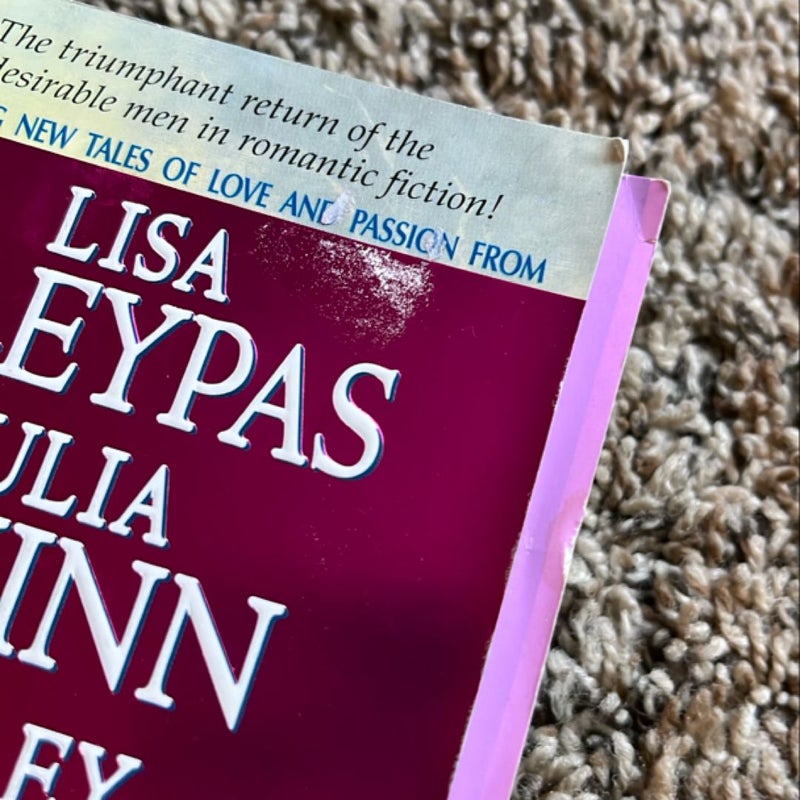 The triumphant return of the
desirable men in romantic fiction!
G NEW TALES OF LOVE AND PASSION FROM
LISA
EYPAS
ULIA
INN
EY